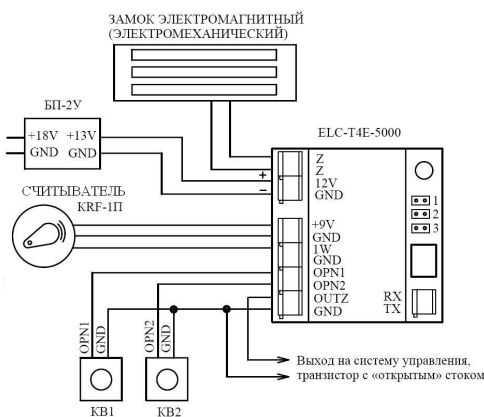 ЗАМОК ЭЛЕКТРОМАГНИТНЫЙ
(ЭЛЕКТРОМЕХАНИЧЕСКИЙ)
БП-2У
+18V +13V
GND GND
СЧИТЫВАТЕЛЬ
KRF-1П
ELC-T4E-5000
Z
Z
+ 12V
− GND
+9V
GND
1W
GND
OPN1
OPN2
OUTZ
GND
1
2
3
RX
TX
OPN1
GND
OPN2
GND
КВ1
КВ2
Выход на систему управления,
транзистор с «открытым» стоком